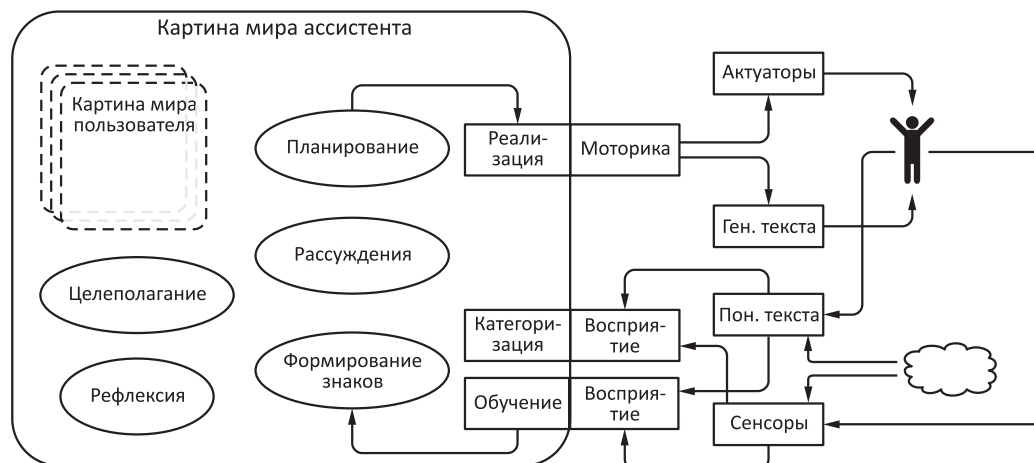 Картина мира ассистента
Картина мира
пользователя
Планирование
Рассуждения
Целеполагание
Формирование
знаков
Рефлексия
Реали-
зация
Моторика
Категори-
зация
Восприя-
тие
Обучение
Восприя-
тие
Актуаторы
Ген. текста
Пон. текста
Сенсоры